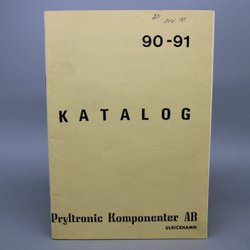 90-91
KATALOG
Pryltronic Komponenter AB
ULRICEHAMN